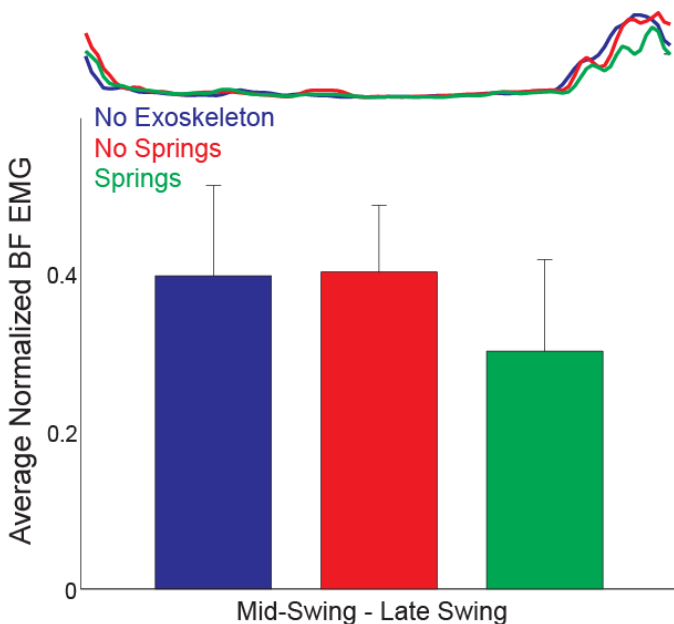 No Exoskeleton
No Springs
Springs
Average Normalized BF EMG
0.4
0.2
0
Mid-Swing - Late Swing